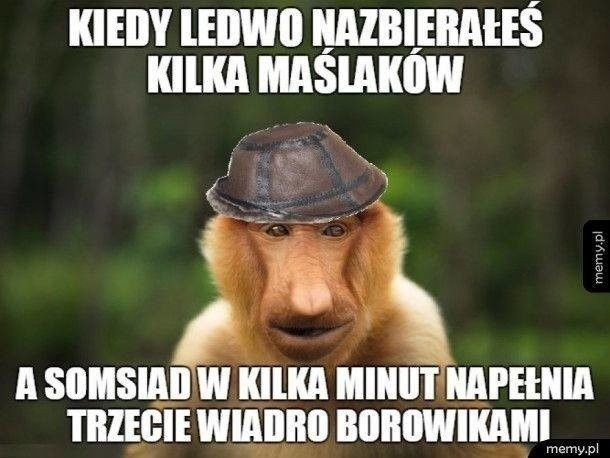 KIEDY LEDWO NAZBIERAŁEŚ
KILKA MAŚLAKÓW
memy.pl
A SOMSIAD W KILKA MINUT NAPEŁNIA
TRZECIE WIADRO BOROWIKAMI
memy.pl